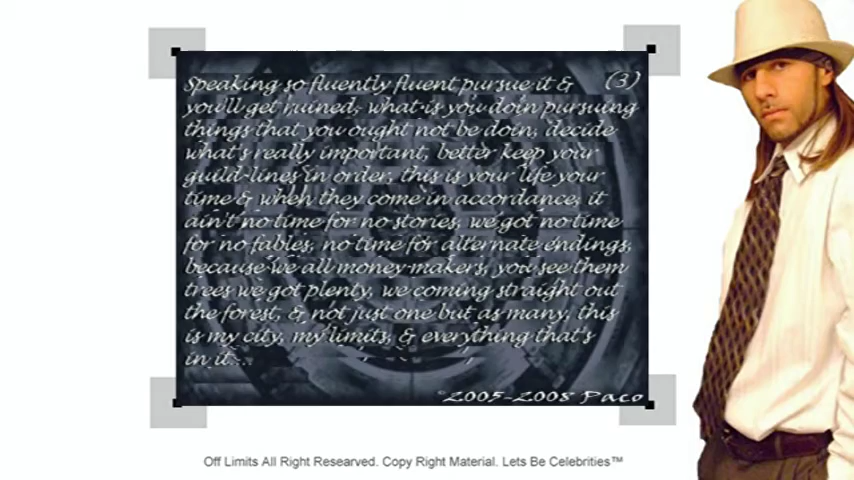 Speaking so fluently fluent pursue it & (3)
you'll get ruined, what is you doin pursuing
things that you ought not be doin, decide
what's really important, better keep your
guild-lines in order, this is your life your
time & when they come in accordance, it
ain't no time for no stories, we got no time
for no fables, no time for alternate endings,
because we all money-makers, you see them
trees we got plenty, we coming straight out
the forest, & not just one but as many, this
is my city, my limits, & everything that's
in it...
©2005-2008 Paco
Off Limits All Right Researved. Copy Right Material. Lets Be Celebrities™